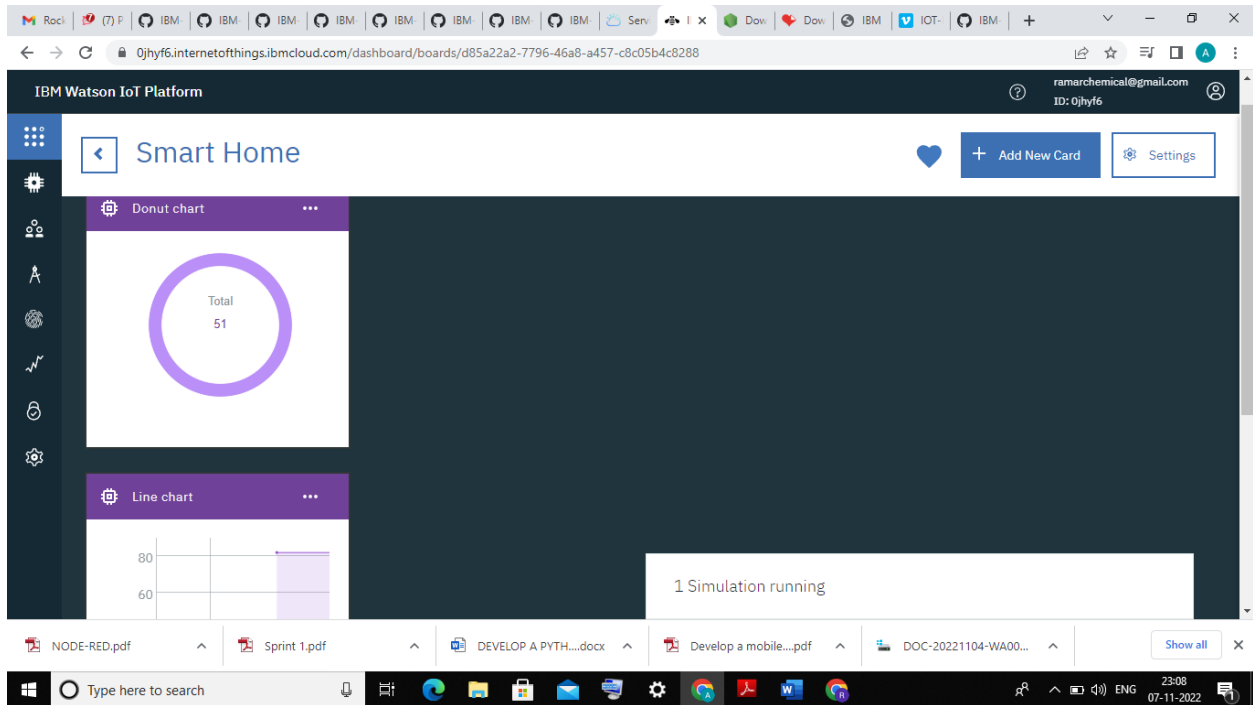 Rock
(7) P
IBM-
IBM-
IBM-
IBM-
IBM-
IBM-
IBM-
IBM-
Serv
Dow
Dow
IBM
IOT-
IBM-
0jhyf6.internetofthings.ibmcloud.com/dashboard/boards/d85a22a2-7796-46a8-a457-c8c05b4c8288
A
IBM Watson IoT Platform
ramarchemical@gmail.com
ID: 0jhyf6
Smart Home
Add New Card
Settings
Donut chart
Total
51
Line chart
80
60
1 Simulation running
NODE-RED.pdf
Sprint 1.pdf
DEVELOP A PYTH....docx
Develop a mobile....pdf
DOC-20221104-WA00...
Show all
Type here to search
ENG
23:08
07-11-2022